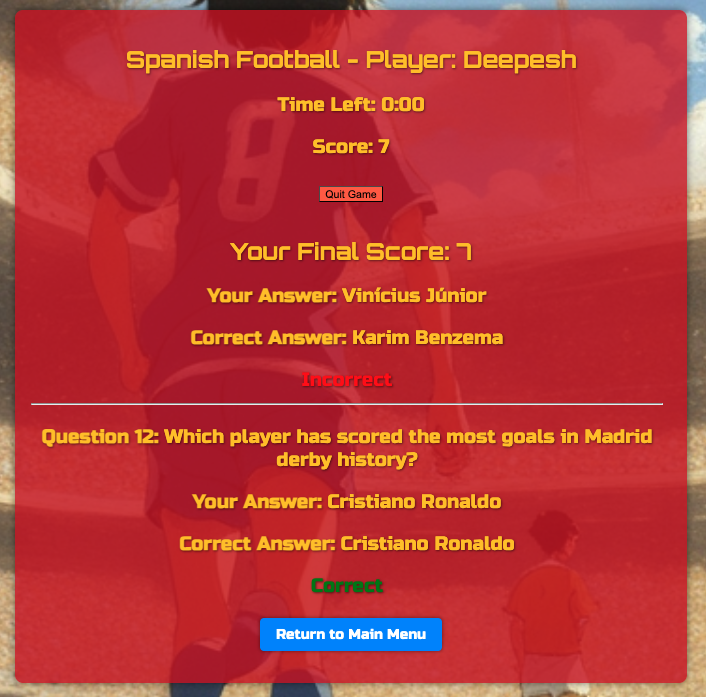 Spanish Football - Player: Deepesh
Time Left: 0:00
Score: 7
Quit Game
Your Final Score: 7
Your Answer: Vinícius Júnior
Correct Answer: Karim Benzema
Incorrect
Question 12: Which player has scored the most goals in Madrid
derby history?
Your Answer: Cristiano Ronaldo
Correct Answer: Cristiano Ronaldo
Correct
Return to Main Menu
8